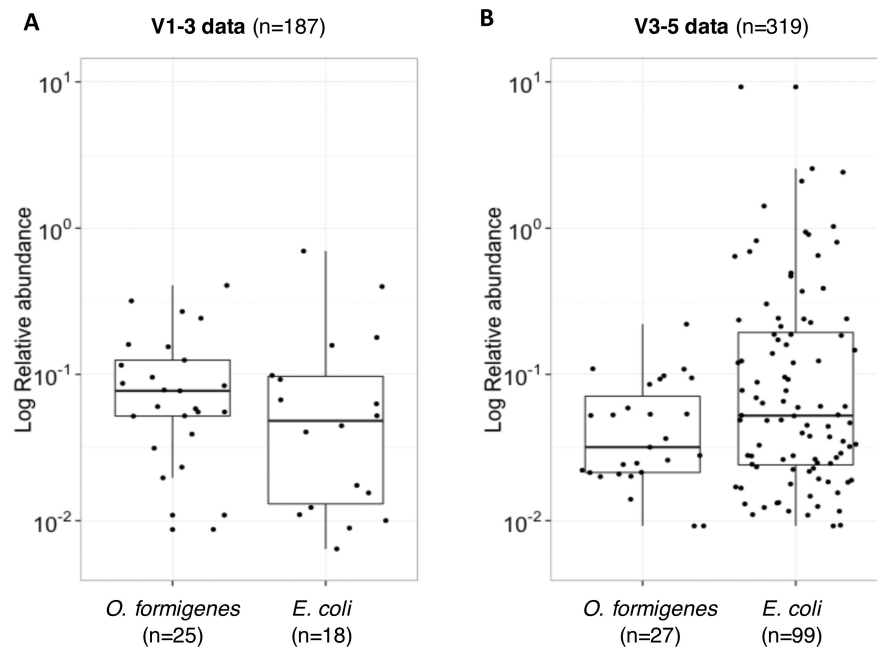 A
V1-3 data (n=187)
Log Relative abundance
10¹
10⁰
10⁻¹
10⁻²
O. formigenes
(n=25)
E. coli
(n=18)
B
V3-5 data (n=319)
Log Relative abundance
10¹
10⁰
10⁻¹
10⁻²
O. formigenes
(n=27)
E. coli
(n=99)